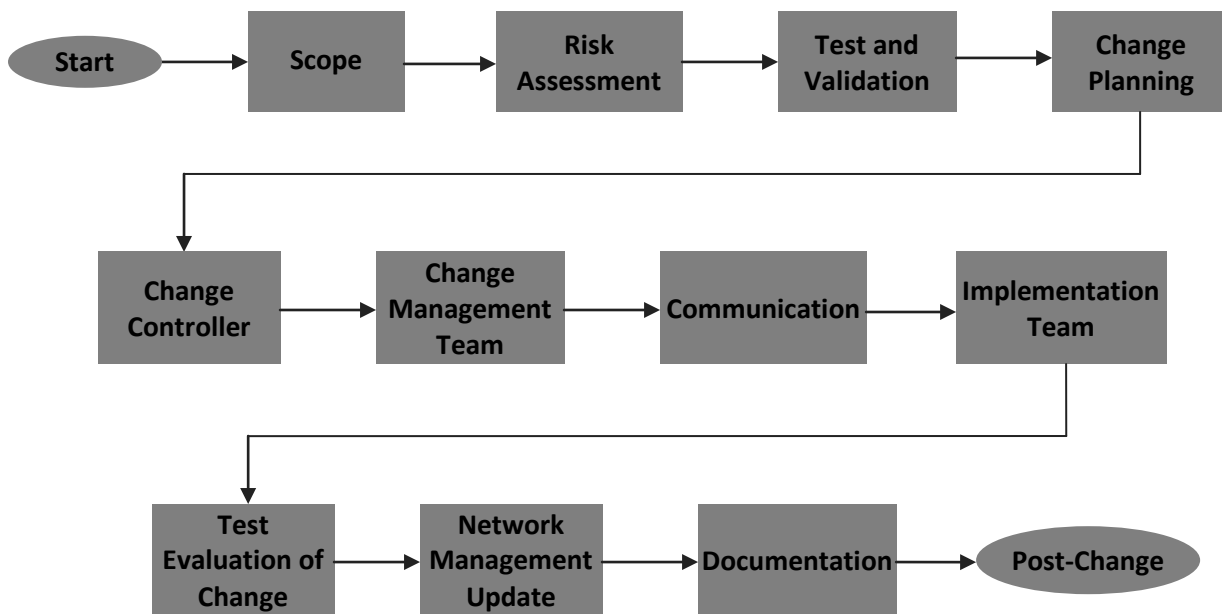 Start
Scope
Risk
Assessment
Test and
Validation
Change
Planning
Change
Controller
Change
Management
Team
Communication
Implementation
Team
Test
Evaluation of
Change
Network
Management
Update
Documentation
Post-Change